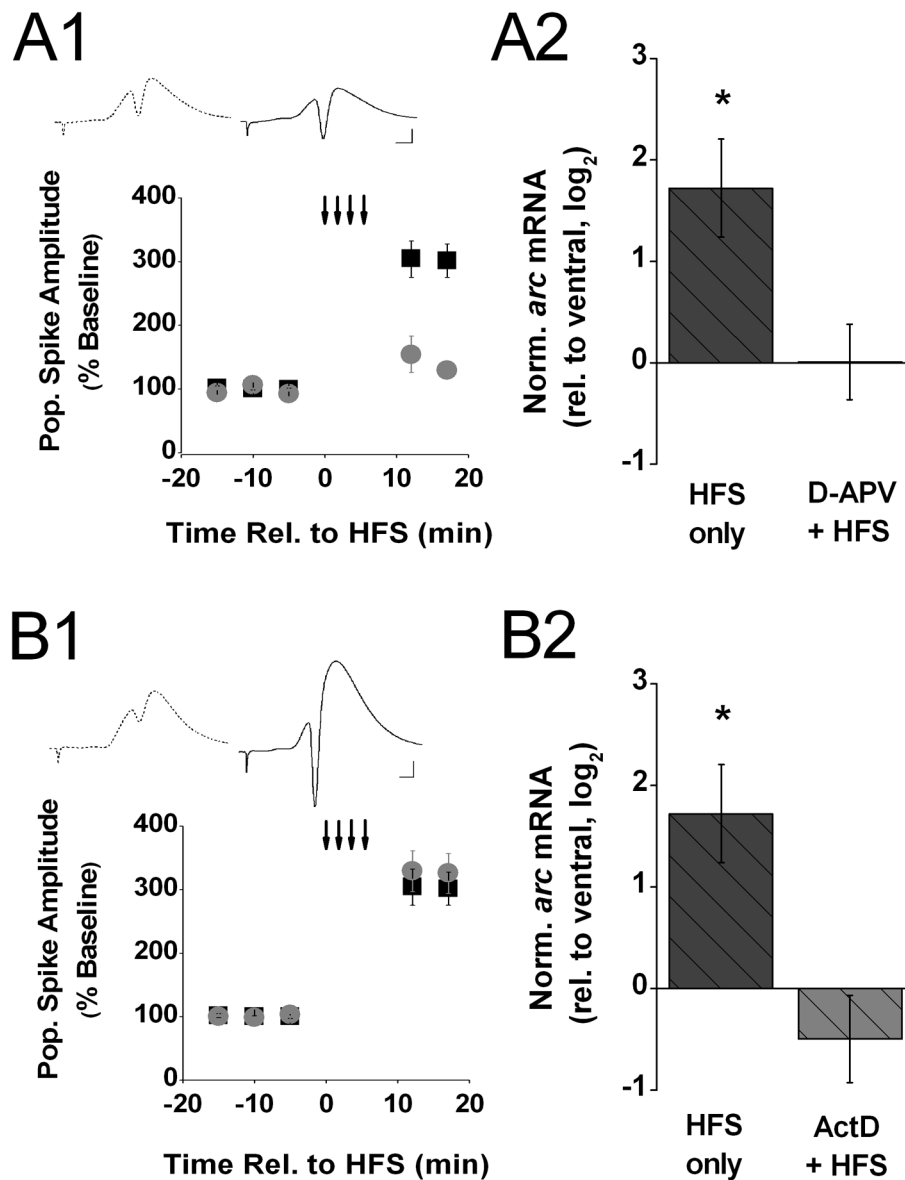 A1
400
300
200
100
0
-20 -10 0 10 20
Pop. Spike Amplitude
(% Baseline)
Time Rel. to HFS (min)
A2
3
2
1
0
-1
Norm. arc mRNA
(rel. to ventral, log2)
*
HFS
only
D-APV
+ HFS
B1
400
300
200
100
0
-20 -10 0 10 20
Pop. Spike Amplitude
(% Baseline)
Time Rel. to HFS (min)
B2
3
2
1
0
-1
Norm. arc mRNA
(rel. to ventral, log2)
*
HFS
only
ActD
+ HFS